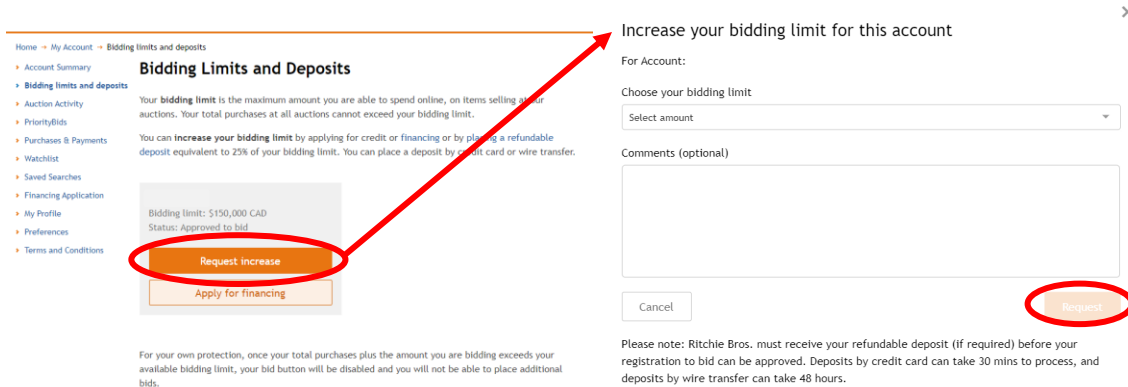 Home → My Account → Bidding limits and deposits
Account Summary
Bidding limits and deposits
Auction Activity
PriorityBids
Purchases & Payments
Watchlist
Saved Searches
Financing Application
My Profile
Preferences
Terms and Conditions
Bidding Limits and Deposits
Your bidding limit is the maximum amount you are able to spend online, on items selling at our
auctions. Your total purchases at all auctions cannot exceed your bidding limit.
You can increase your bidding limit by applying for credit or financing or by placing a refundable
deposit equivalent to 25% of your bidding limit. You can place a deposit by credit card or wire transfer.
Bidding limit: $150,000 CAD
Status: Approved to bid
Request increase
Apply for financing
For your own protection, once your total purchases plus the amount you are bidding exceeds your
available bidding limit, your bid button will be disabled and you will not be able to place additional
bids.
Increase your bidding limit for this account
For Account:
Choose your bidding limit
Select amount
Comments (optional)
Cancel
Request
Please note: Ritchie Bros. must receive your refundable deposit (if required) before your
registration to bid can be approved. Deposits by credit card can take 30 mins to process, and
deposits by wire transfer can take 48 hours.